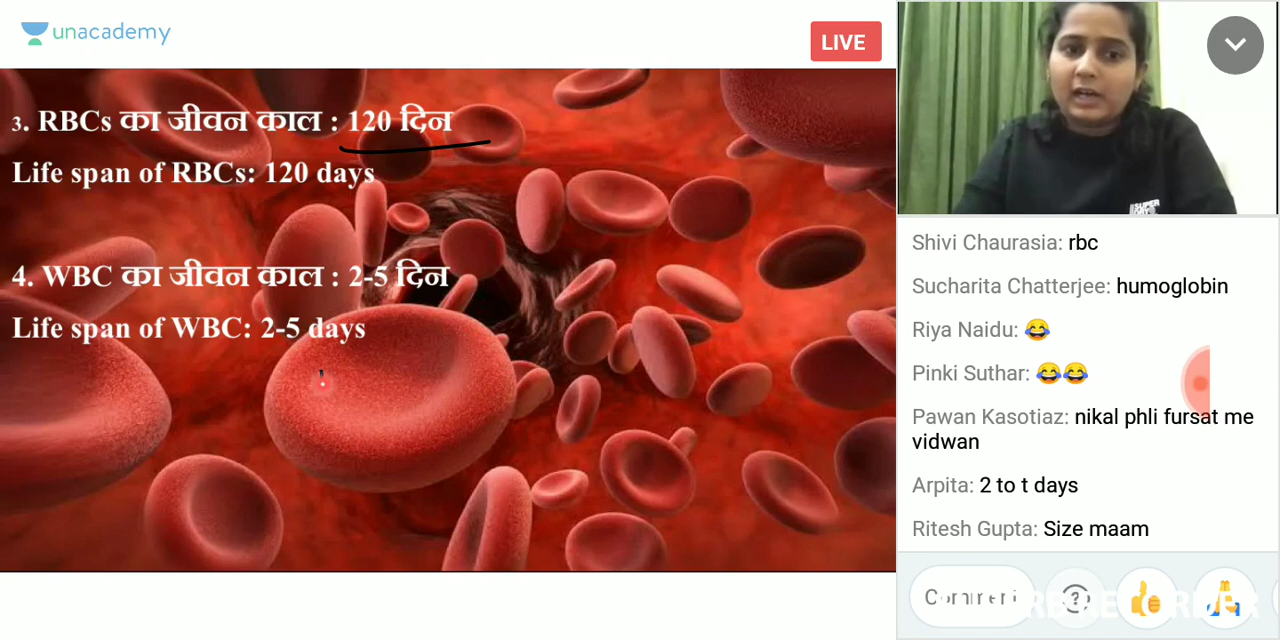 unacademy
LIVE
3. RBCs का जीवन काल : 120 दिन
Life span of RBCs: 120 days
4. WBC का जीवन काल : 2-5 दिन
Life span of WBC: 2-5 days
SUPER
Shivi Chaurasia: rbc
Sucharita Chatterjee: humoglobin
Riya Naidu: 😂
Pinki Suthar: 😂😂
Pawan Kasotiaz: nikal phli fursat me
vidwan
Arpita: 2 to t days
Ritesh Gupta: Size maam